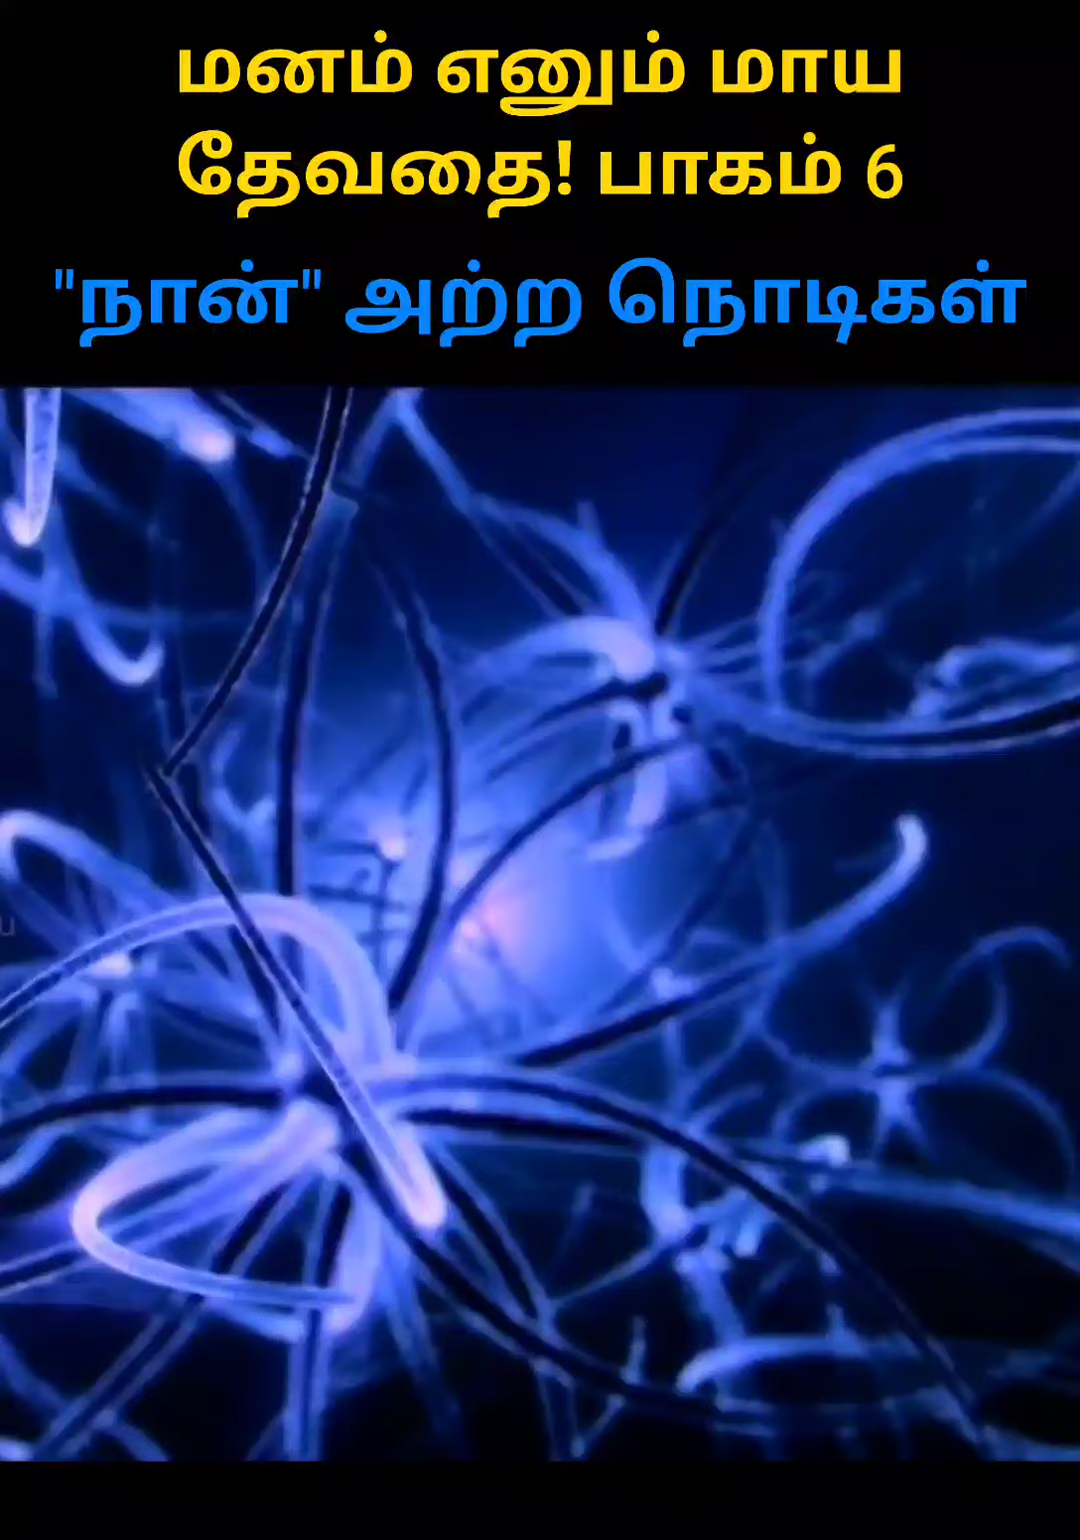 மனம் எனும் மாய
தேவதை! பாகம் 6
"நான்" அற்ற நொடிகள்